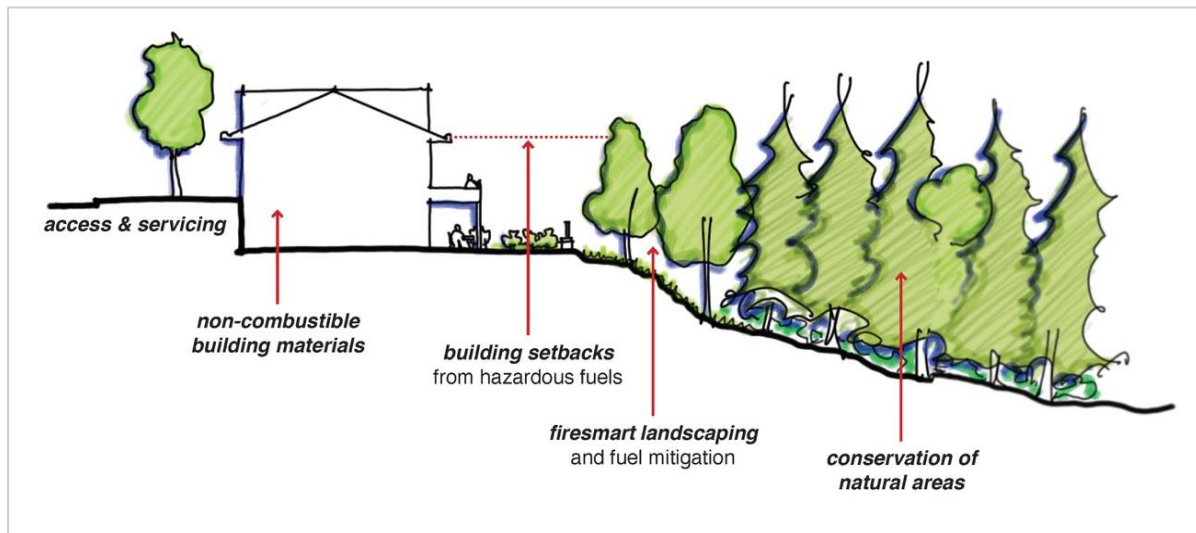 access & servicing
non-combustible
building materials
building setbacks
from hazardous fuels
firesmart landscaping
and fuel mitigation
conservation of
natural areas